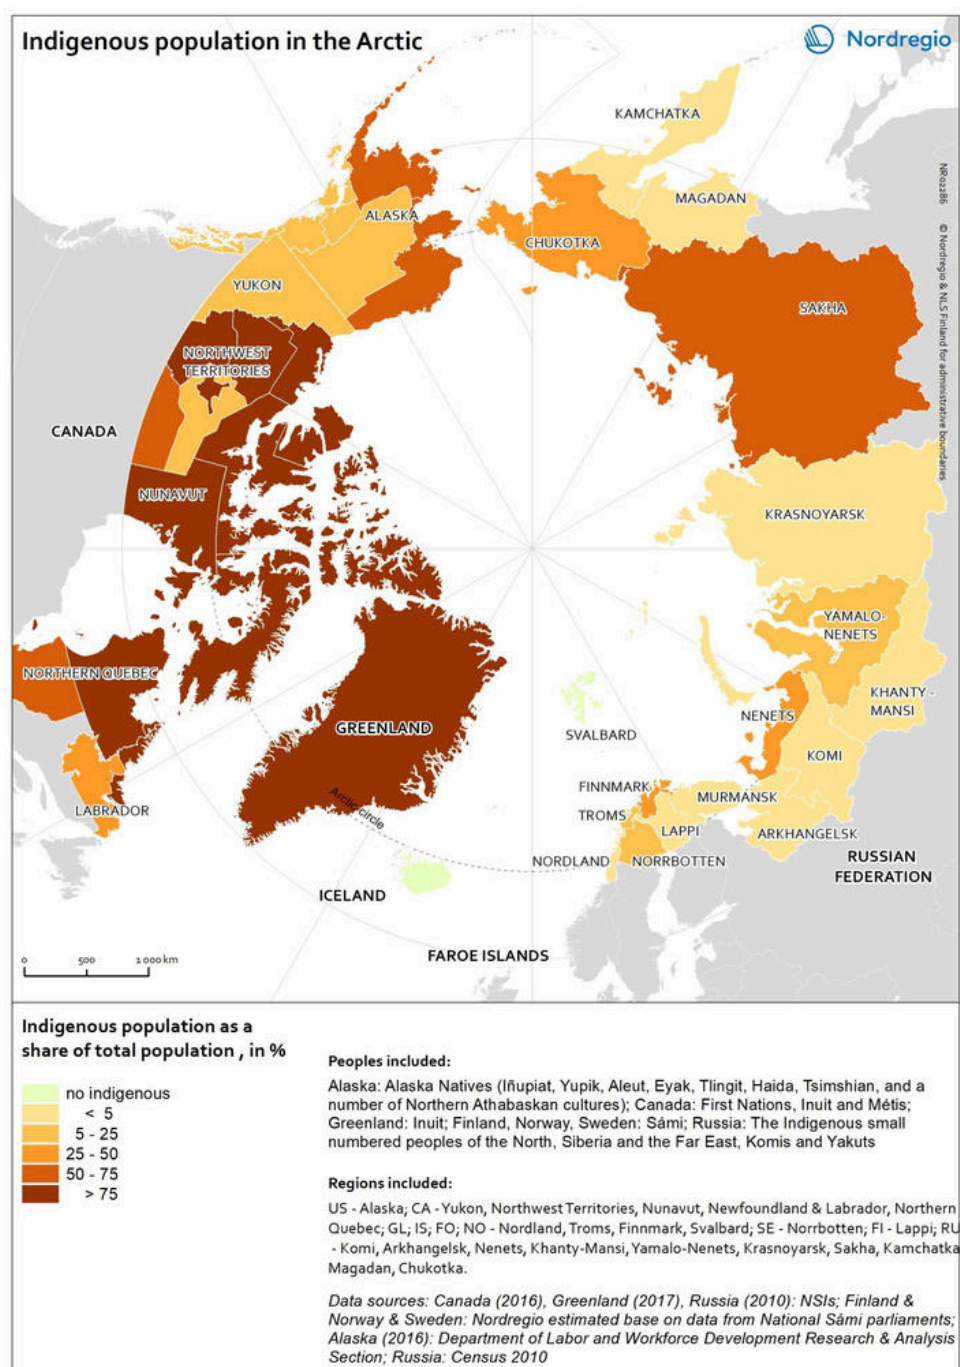 Indigenous population in the Arctic
Nordregio
KAMCHATKA
MAGADAN
ALASKA
CHUKOTKA
YUKON
SAKHA
NORTHWEST
TERRITORIES
CANADA
NUNAVUT
KRASNOYARSK
YAMALO-
NENETS
NORTHERN QUEBEC
KHANTY -
MANSI
GREENLAND
SVALBARD
NENETS
KOMI
FINNMARK
MURMANSK
TROMS
LABRADOR
Arctic circle
LAPPI
ARKHANGELSK
NORDLAND
NORRBOTTEN
RUSSIAN
FEDERATION
ICELAND
FAROE ISLANDS
0 500 1 000 km
NR02286 © Nordregio & NLS Finland for administrative boundaries
Indigenous population as a
share of total population , in %
no indigenous
< 5
5 - 25
25 - 50
50 - 75
> 75
Peoples included:
Alaska: Alaska Natives (Iñupiat, Yupik, Aleut, Eyak, Tlingit, Haida, Tsimshian, and a
number of Northern Athabaskan cultures); Canada: First Nations, Inuit and Métis;
Greenland: Inuit; Finland, Norway, Sweden: Sámi; Russia: The Indigenous small
numbered peoples of the North, Siberia and the Far East, Komis and Yakuts
Regions included:
US - Alaska; CA - Yukon, Northwest Territories, Nunavut, Newfoundland & Labrador, Northern
Quebec; GL; IS; FO; NO - Nordland, Troms, Finnmark, Svalbard; SE - Norrbotten; FI - Lappi; RU
- Komi, Arkhangelsk, Nenets, Khanty-Mansi, Yamalo-Nenets, Krasnoyarsk, Sakha, Kamchatka
Magadan, Chukotka.
Data sources: Canada (2016), Greenland (2017), Russia (2010): NSIs; Finland &
Norway & Sweden: Nordregio estimated base on data from National Sámi parliaments;
Alaska (2016): Department of Labor and Workforce Development Research & Analysis
Section; Russia: Census 2010